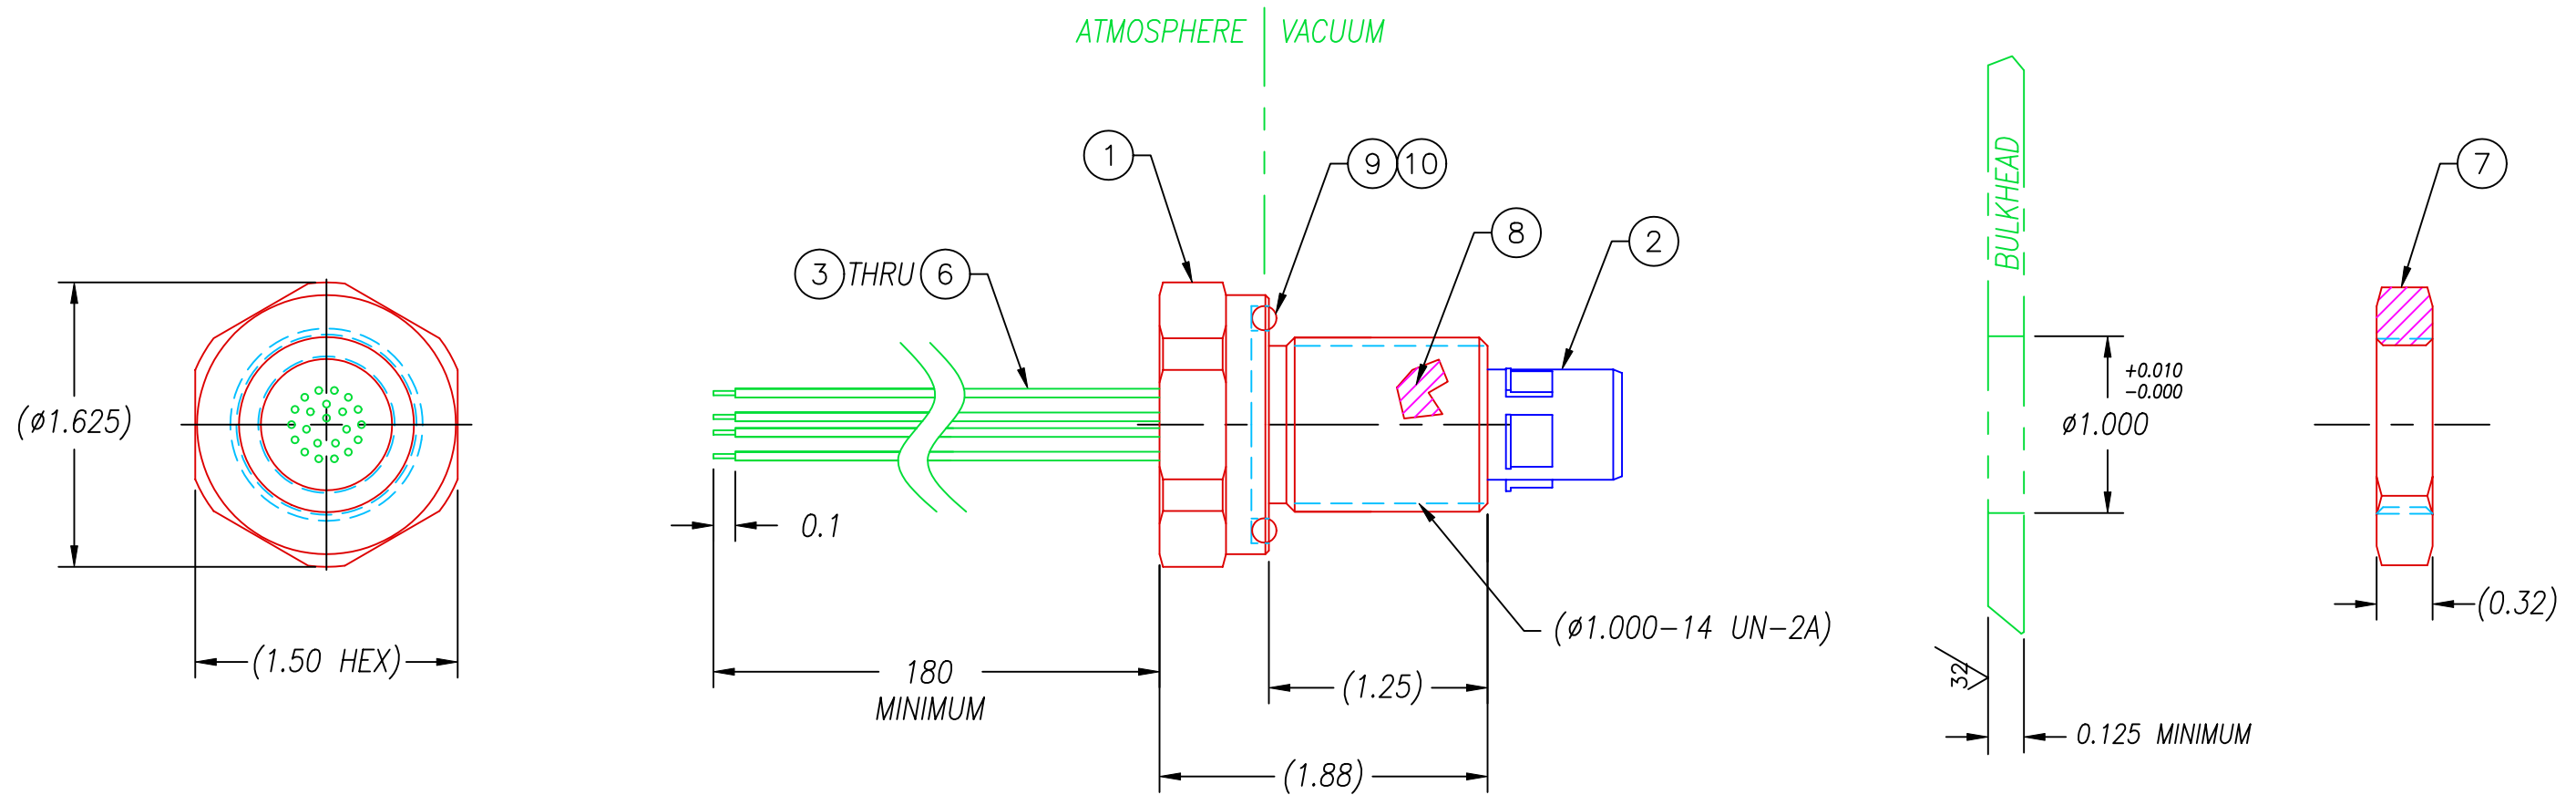 ATMOSPHERE VACUUM
1
9 10
7
8
2
3 THRU 6
BULKHEAD
+0.010
-0.000
ø1.000
(ø1.625)
0.1
(0.32)
(ø1.000-14 UN-2A)
(1.50 HEX)
180
MINIMUM
(1.25)
32
0.125 MINIMUM
(1.88)